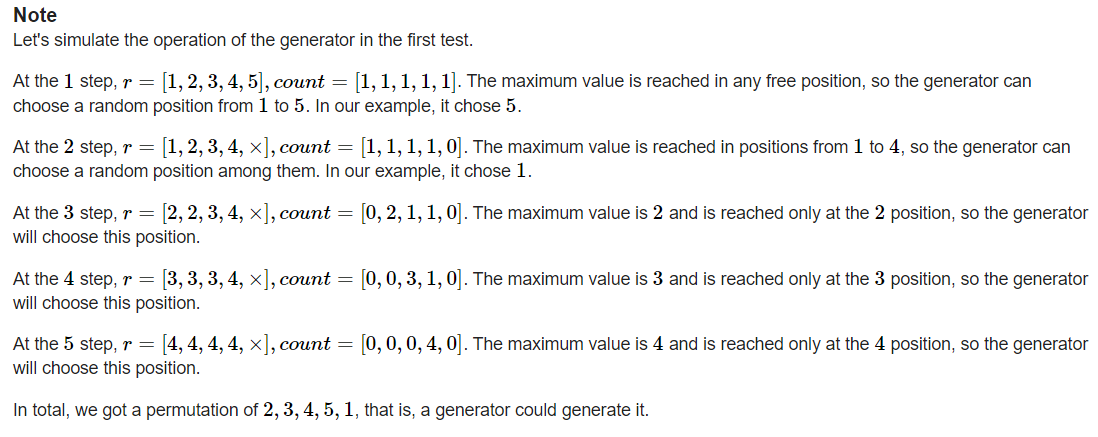 Note
Let's simulate the operation of the generator in the first test.
At the 1 step, r = [1, 2, 3, 4, 5], count = [1, 1, 1, 1, 1]. The maximum value is reached in any free position, so the generator can
choose a random position from 1 to 5. In our example, it chose 5.
At the 2 step, r = [1, 2, 3, 4, ×], count = [1, 1, 1, 1, 0]. The maximum value is reached in positions from 1 to 4, so the generator can
choose a random position among them. In our example, it chose 1.
At the 3 step, r = [2, 2, 3, 4, ×], count = [0, 2, 1, 1, 0]. The maximum value is 2 and is reached only at the 2 position, so the generator
will choose this position.
At the 4 step, r = [3, 3, 3, 4, ×], count = [0, 0, 3, 1, 0]. The maximum value is 3 and is reached only at the 3 position, so the generator
will choose this position.
At the 5 step, r = [4, 4, 4, 4, ×], count = [0, 0, 0, 4, 0]. The maximum value is 4 and is reached only at the 4 position, so the generator
will choose this position.
In total, we got a permutation of 2, 3, 4, 5, 1, that is, a generator could generate it.